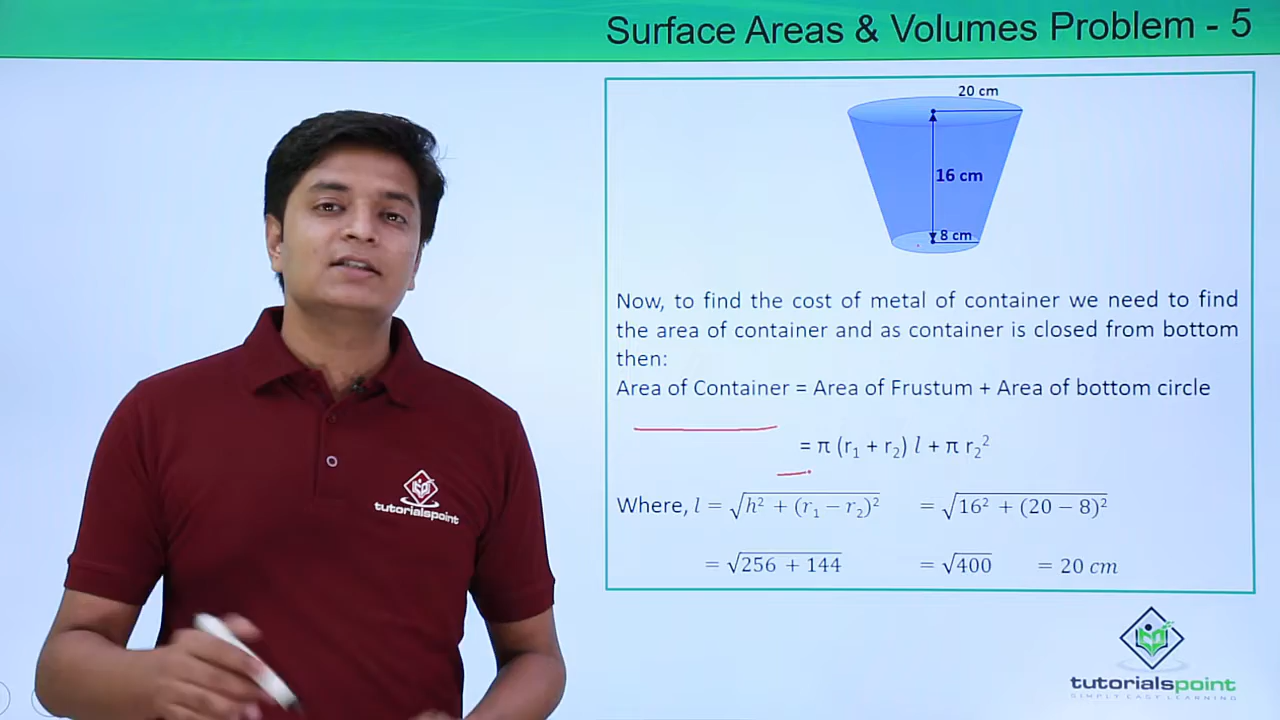 Surface Areas & Volumes Problem - 5
20 cm
16 cm
8 cm
Now, to find the cost of metal of container we need to find
the area of container and as container is closed from bottom
then:
Area of Container = Area of Frustum + Area of bottom circle
= π (r₁ + r₂) l + π r₂²
Where, l = √(h² + (r₁ − r₂)²) = √(16² + (20 − 8)²)
= √(256 + 144) = √400 = 20 cm
tutorialspoint
tutorialspoint
SIMPLY EASY LEARNING